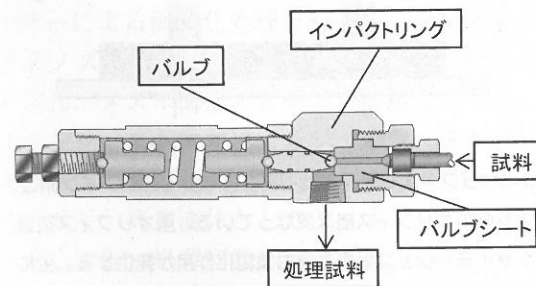 インパクトリング
バルブ
試料
バルブシート
処理試料